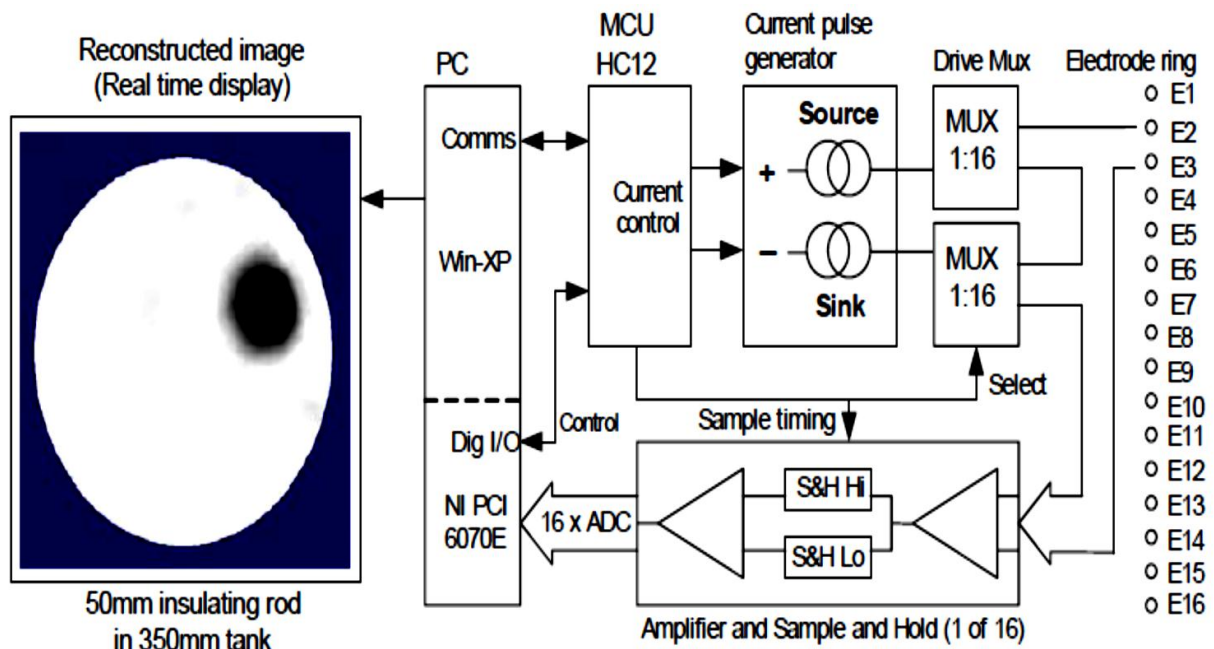 Reconstructed image
(Real time display)
50mm insulating rod
in 350mm tank
PC
Comms
Win-XP
Dig I/O
NI PCI
6070E
Control
MCU
HC12
Current
control
Current pulse
generator
Source
+
−
Sink
Drive Mux
MUX
1:16
MUX
1:16
Select
Sample timing
16 x ADC
S&H Hi
S&H Lo
Amplifier and Sample and Hold (1 of 16)
Electrode ring
E1
E2
E3
E4
E5
E6
E7
E8
E9
E10
E11
E12
E13
E14
E15
E16